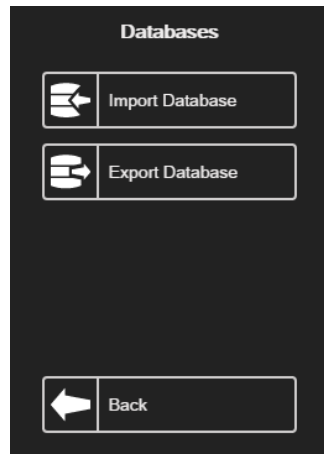 Databases
Import Database
Export Database
Back